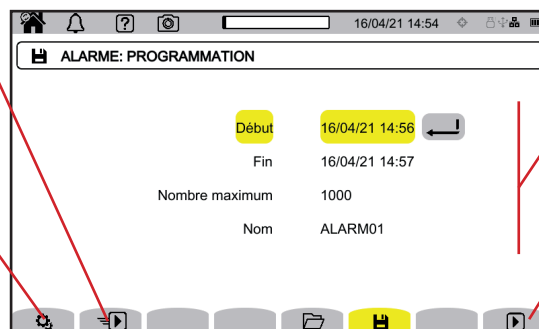 16/04/21 14:54
ALARME: PROGRAMMATION
Début 16/04/21 14:56
Fin 16/04/21 14:57
Nombre maximum 1000
Nom ALARM01